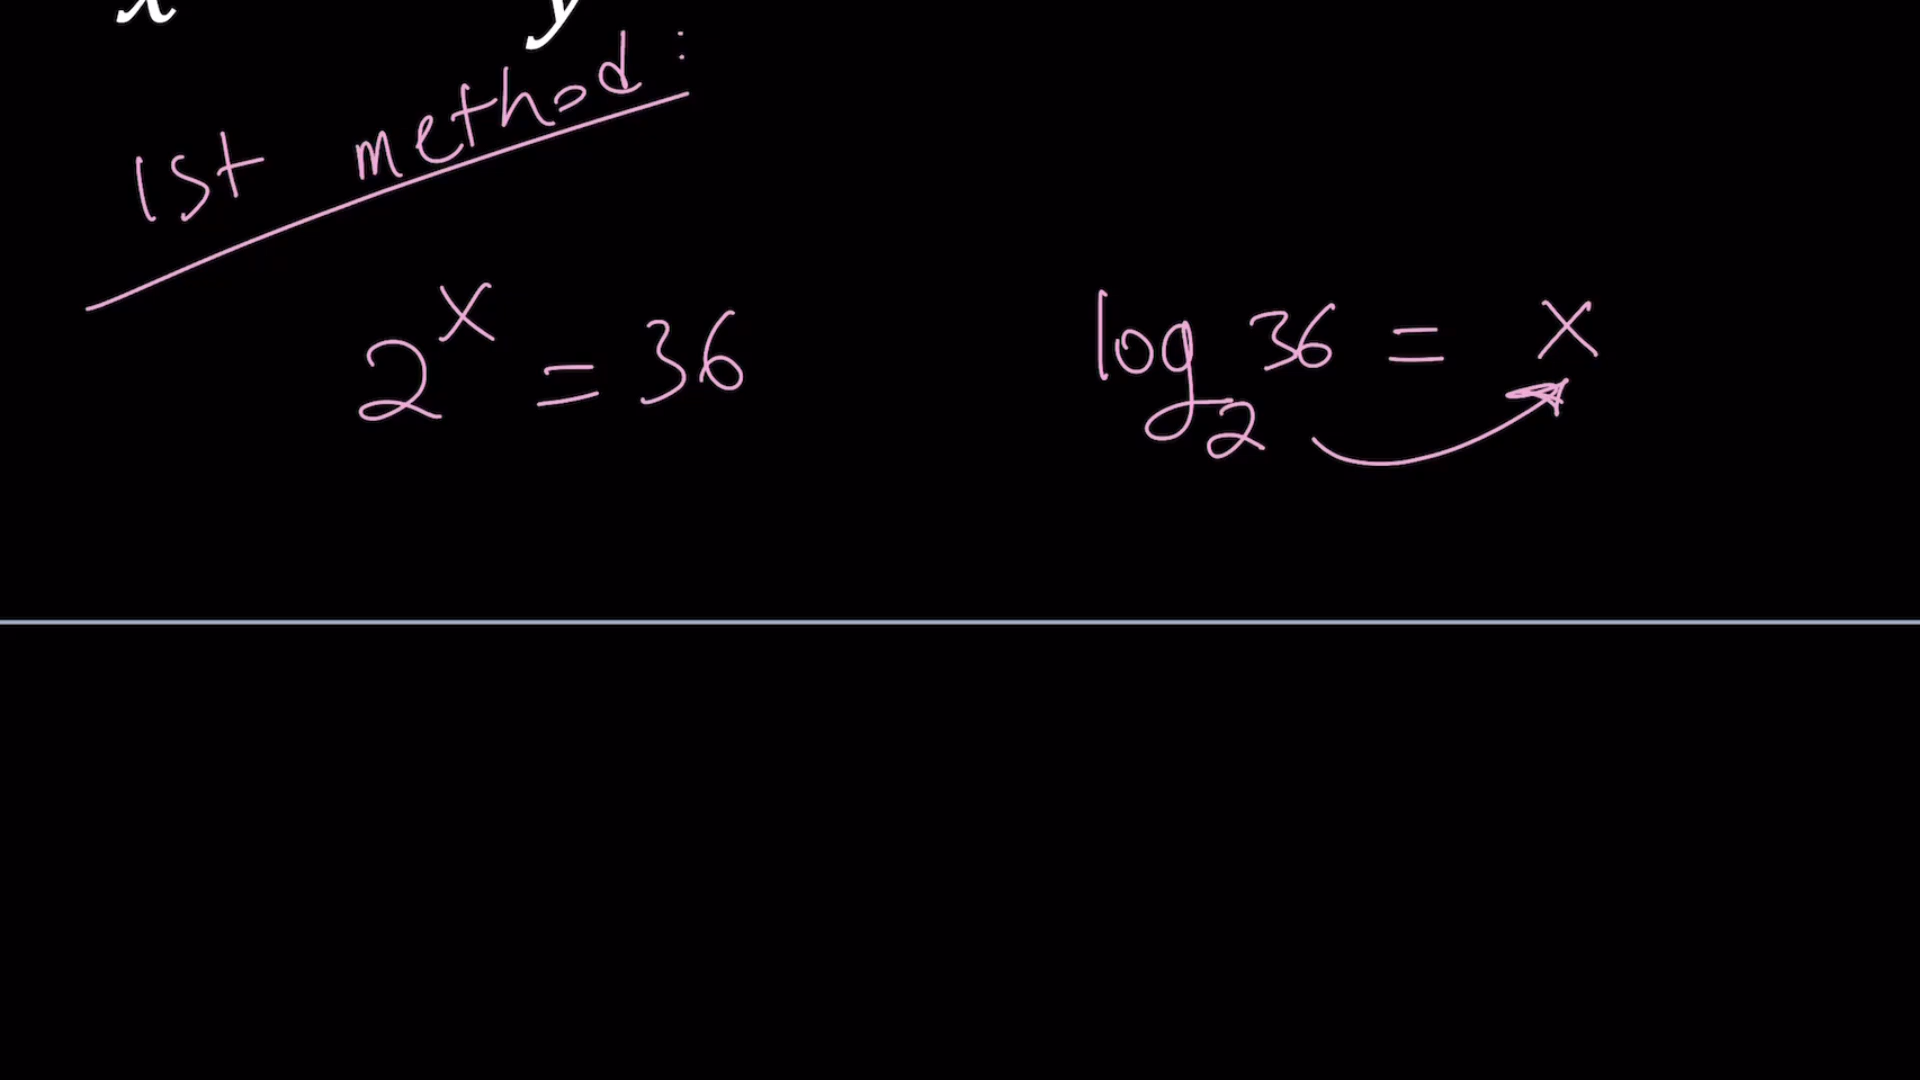 x y
1st method:
2^x = 36
log_2 36 = x